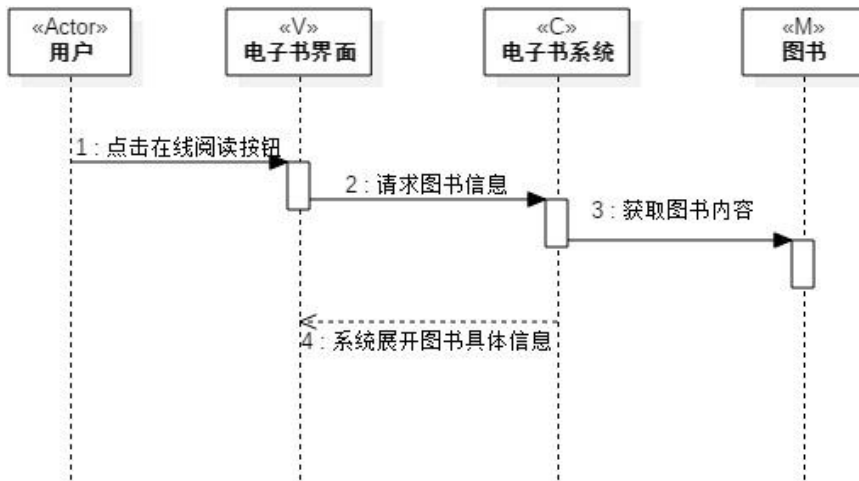 «Actor»
用户
«V»
电子书界面
«C»
电子书系统
«M»
图书
1 : 点击在线阅读按钮
2 : 请求图书信息
3 : 获取图书内容
4 : 系统展开图书具体信息